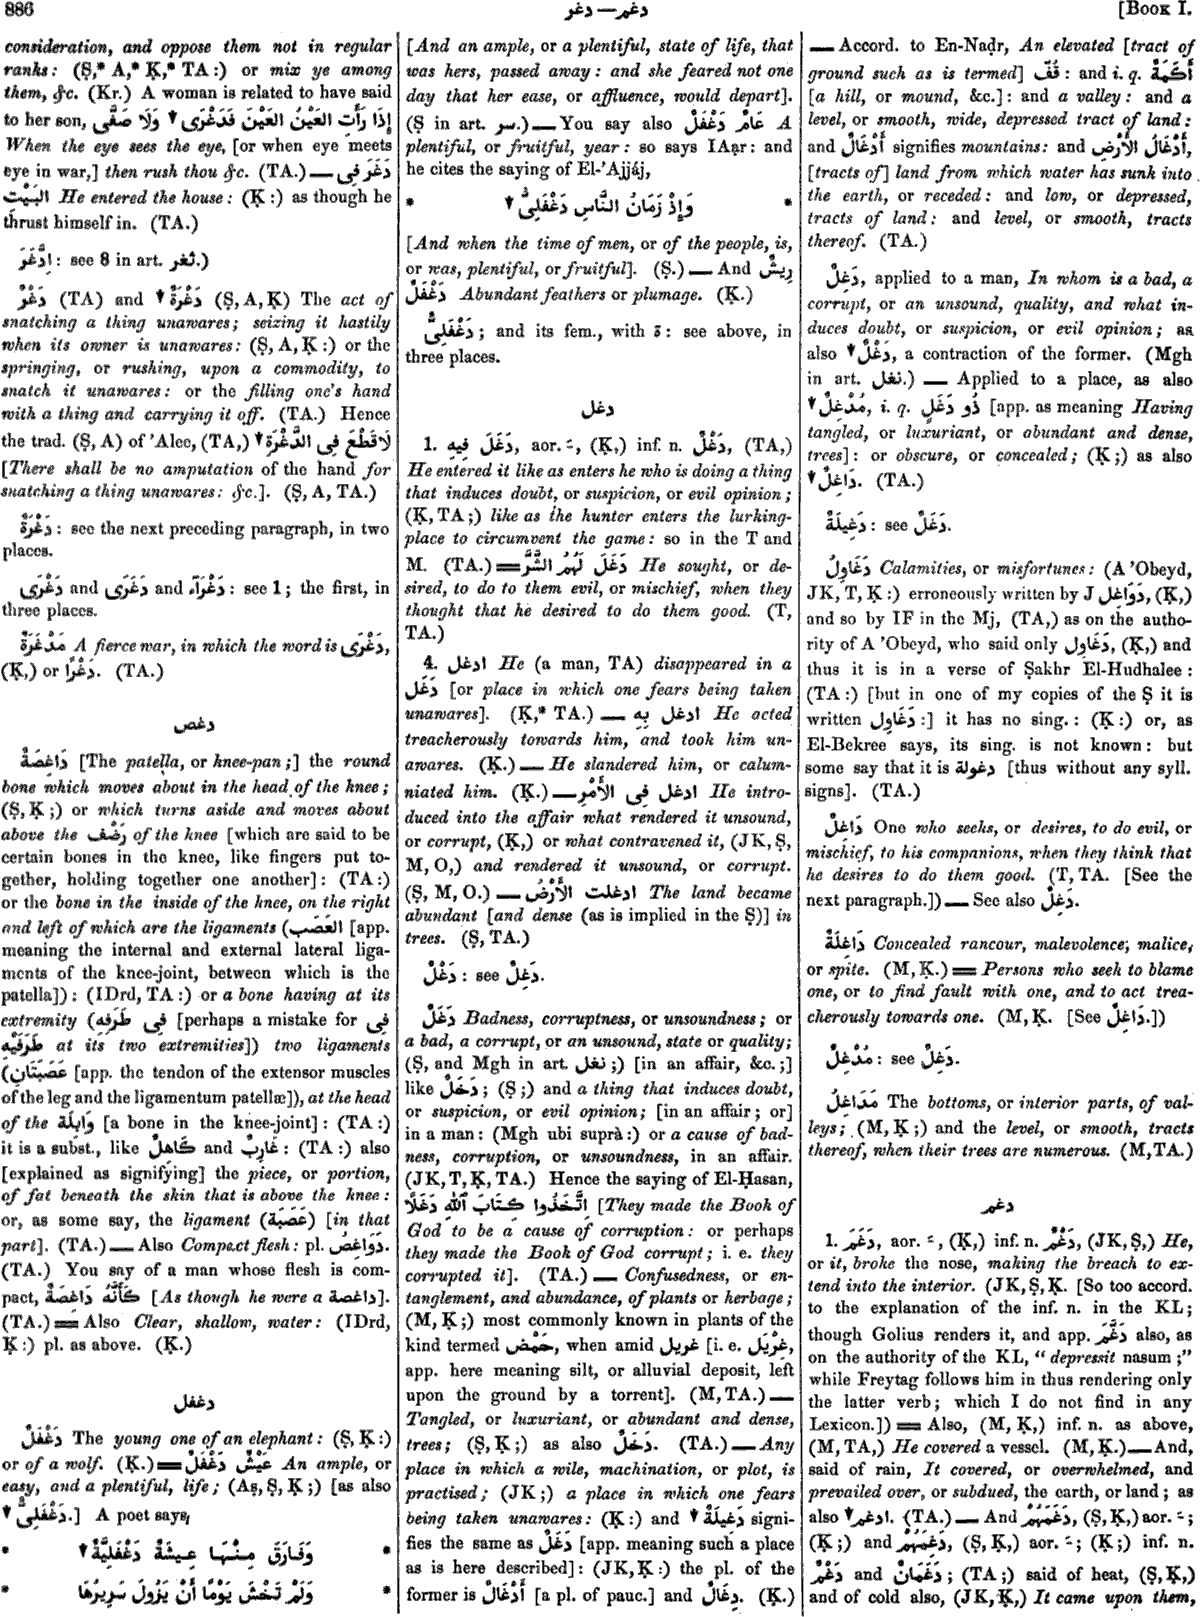 886
دغر—دغم
[Book I.
consideration, and oppose them not in regular
ranks: (Ṣ,* A,* Ḳ,* TA:) or mix ye among
them, &c. (Kr.) A woman is related to have said
to her son, إِذَا رَأَتِ العَيْنُ العَيْنَ فَدَغْرَى † وَلَا صَفَّى
When the eye sees the eye, [or when eye meets
eye in war,] then rush thou &c. (TA.) — دَغَرَ فِى
البَيْتِ He entered the house: (Ḳ:) as though he
thrust himself in. (TA.)
اِدَّغَرَ: see 8 in art. ثغر.)
دَغْرٌ (TA) and † دَغْرَةٌ (Ṣ, A, Ḳ) The act of
snatching a thing unawares; seizing it hastily
when its owner is unawares: (Ṣ, A, Ḳ:) or the
springing, or rushing, upon a commodity, to
snatch it unawares: or the filling one's hand
with a thing and carrying it off. (TA.) Hence
the trad. (Ṣ, A) of 'Alee, (TA,) † لَا قَطْعَ فِى الدَّغْرَةِ
[There shall be no amputation of the hand for
snatching a thing unawares: &c.]. (Ṣ, A, TA.)
دَغْرَةٌ: see the next preceding paragraph, in two
places.
دَغْرَى and دَغَرَى and دَغْرَآءَ: see 1; the first, in
three places.
مَدْغَرَةٌ A fierce war, in which the word is دَغْرَى,
(Ḳ,) or دَغْرًا. (TA.)
دغص
دَاغِصَةٌ [The patella, or knee-pan;] the round
bone which moves about in the head of the knee;
(Ṣ, Ḳ;) or which turns aside and moves about
above the رَضْف of the knee [which are said to be
certain bones in the knee, like fingers put to-
gether, holding together one another]: (TA:)
or the bone in the inside of the knee, on the right
and left of which are the ligaments (العَصَب [app.
meaning the internal and external lateral liga-
ments of the knee-joint, between which is the
patella]): (IDrd, TA:) or a bone having at its
extremity (فِى طَرَفِهِ [perhaps a mistake for فِى
طَرَفَيْهِ at its two extremities]) two ligaments
(عَصَبَتَانِ [app. the tendon of the extensor muscles
of the leg and the ligamentum patellæ]), at the head
of the وَابِلَة [a bone in the knee-joint]: (TA:)
it is a subst., like كَاهِلٌ and غَارِبٌ: (TA:) also
[explained as signifying] the piece, or portion,
of fat beneath the skin that is above the knee:
or, as some say, the ligament (عَصَبَة) [in that
part]. (TA.) — Also Compact flesh: pl. دَوَاغِصُ.
(TA.) You say of a man whose flesh is com-
pact, كَأَنَّهُ دَاغِصَةٌ [As though he were a داغصة].
(TA.) = Also Clear, shallow, water: (IDrd,
Ḳ:) pl. as above. (Ḳ.)
دغفل
دَغْفَلٌ The young one of an elephant: (Ṣ, Ḳ:)
or of a wolf. (Ḳ.) = عَيْشٌ دَغْفَلٌ An ample, or
easy, and a plentiful, life; (Aṣ, Ṣ, Ḳ;) [as also
† دَغْفَلِىٌّ.] A poet says,
* وَفَارَقَ مِنْهَا عِيشَةٌ دَغْفَلِيَّةٌ † *
* وَلَمْ تَخْشَ يَوْمًا أَنْ يَزُولَ سَرِيرُهَا *
[And an ample, or a plentiful, state of life, that
was hers, passed away: and she feared not one
day that her ease, or affluence, would depart].
(Ṣ in art. سر.) — You say also عَامٌ دَغْفَلٌ A
plentiful, or fruitful, year: so says IAạr: and
he cites the saying of El-'Ajjáj,
* وَإِذْ زَمَانُ النَّاسِ دَغْفَلِىُّ † *
[And when the time of men, or of the people, is,
or was, plentiful, or fruitful]. (Ṣ.) — And رِيشٌ
دَغْفَلٌ Abundant feathers or plumage. (Ḳ.)
دَغْفَلِىٌّ; and its fem., with ة: see above, in
three places.
دغل
1. دَغَلَ فِيهِ, aor. ـَ, (Ḳ,) inf. n. دَغْلٌ, (TA,)
He entered it like as enters he who is doing a thing
that induces doubt, or suspicion, or evil opinion;
(Ḳ, TA;) like as the hunter enters the lurking-
place to circumvent the game: so in the T and
M. (TA.) = دَغَلَ لَهُمُ الشَّرَّ He sought, or de-
sired, to do to them evil, or mischief, when they
thought that he desired to do them good. (T,
TA.)
4. ادغل He (a man, TA) disappeared in a
دَغَل [or place in which one fears being taken
unawares]. (Ḳ,* TA.) — ادغل بِهِ He acted
treacherously towards him, and took him un-
awares. (Ḳ.) — He slandered him, or calum-
niated him. (Ḳ.) — ادغل فِى الأَمْرِ He intro-
duced into the affair what rendered it unsound,
or corrupt, (Ḳ,) or what contravened it, (JK, Ṣ,
M, O,) and rendered it unsound, or corrupt.
(Ṣ, M, O.) — ادغلت الأَرْضُ The land became
abundant [and dense (as is implied in the Ṣ)] in
trees. (Ṣ, TA.)
دَغْلٌ: see دَغِلٌ.
دَغَلٌ Badness, corruptness, or unsoundness; or
a bad, a corrupt, or an unsound, state or quality;
(Ṣ, and Mgh in art. نغل;) [in an affair, &c.;]
like دَخَلٌ; (Ṣ;) and a thing that induces doubt,
or suspicion, or evil opinion; [in an affair; or]
in a man: (Mgh ubi suprà:) or a cause of bad-
ness, corruption, or unsoundness, in an affair.
(JK, T, Ḳ, TA.) Hence the saying of El-Ḥasan,
اِتَّخَذُوا كِتَابَ ٱللّٰهِ دَغَلًا [They made the Book of
God to be a cause of corruption: or perhaps
they made the Book of God corrupt; i. e. they
corrupted it]. (TA.) — Confusedness, or en-
tanglement, and abundance, of plants or herbage;
(M, Ḳ;) most commonly known in plants of the
kind termed حَمْض, when amid غريل [i. e. غِرْيَل,
app. here meaning silt, or alluvial deposit, left
upon the ground by a torrent]. (M, TA.) —
Tangled, or luxuriant, or abundant and dense,
trees; (Ṣ, Ḳ;) as also دَخَلٌ. (TA.) — Any
place in which a wile, machination, or plot, is
practised; (JK;) a place in which one fears
being taken unawares: (Ḳ:) and † دَغِيلَةٌ signi-
fies the same as دَغَلٌ [app. meaning such a place
as is here described]: (JK, Ḳ:) the pl. of the
former is أَدْغَالٌ [a pl. of pauc.] and دِغَالٌ. (Ḳ.)
— Accord. to En-Naḍr, An elevated [tract of
ground such as is termed] قُفّ: and i. q. أَكَمَةٌ
[a hill, or mound, &c.]: and a valley: and a
level, or smooth, wide, depressed tract of land:
and أَدْغَالٌ signifies mountains: and أَدْغَالُ الأَرْضِ,
[tracts of] land from which water has sunk into
the earth, or receded: and low, or depressed,
tracts of land: and level, or smooth, tracts
thereof. (TA.)
دَغِلٌ, applied to a man, In whom is a bad, a
corrupt, or an unsound, quality, and what in-
duces doubt, or suspicion, or evil opinion; as
also † دَغْلٌ, a contraction of the former. (Mgh
in art. نغل.) — Applied to a place, as also
† مُدْغِلٌ, i. q. ذُو دَغَلٍ [app. as meaning Having
tangled, or luxuriant, or abundant and dense,
trees]: or obscure, or concealed; (Ḳ;) as also
† دَاغِلٌ. (TA.)
دَغِيلَةٌ: see دَغَلٌ.
دَغَاوِلُ Calamities, or misfortunes: (A 'Obeyd,
JK, T, Ḳ:) erroneously written by J دَوَاغِل, (Ḳ,)
and so by IF in the Mj, (TA,) as on the autho-
rity of A 'Obeyd, who said only دَغَاوِل, (Ḳ,) and
thus it is in a verse of Ṣakhr El-Hudhalee:
(TA:) [but in one of my copies of the Ṣ it is
written دَغَاوِل:] it has no sing.: (Ḳ:) or, as
El-Bekree says, its sing. is not known: but
some say that it is دغولة [thus without any syll.
signs]. (TA.)
دَاغِلٌ One who seeks, or desires, to do evil, or
mischief, to his companions, when they think that
he desires to do them good. (T, TA. [See the
next paragraph.]) — See also دَغِلٌ.
دَاغِلَةٌ Concealed rancour, malevolence, malice,
or spite. (M, Ḳ.) = Persons who seek to blame
one, or to find fault with one, and to act trea-
cherously towards one. (M, Ḳ. [See دَاغِلٌ.])
مُدْغِلٌ: see دَغِلٌ.
مَدَاغِلُ The bottoms, or interior parts, of val-
leys; (M, Ḳ;) and the level, or smooth, tracts
thereof, when their trees are numerous. (M, TA.)
دغم
1. دَغَمَ, aor. ـَ, (Ḳ,) inf. n. دَغْمٌ, (JK, Ṣ,) He,
or it, broke the nose, making the breach to ex-
tend into the interior. (JK, Ṣ, Ḳ. [So too accord.
to the explanation of the inf. n. in the KL;
though Golius renders it, and app. دَغَّمَ also, as
on the authority of the KL, "depressit nasum;"
while Freytag follows him in thus rendering only
the latter verb; which I do not find in any
Lexicon.]) = Also, (M, Ḳ,) inf. n. as above,
(M, TA,) He covered a vessel. (M, Ḳ.) — And,
said of rain, It covered, or overwhelmed, and
prevailed over, or subdued, the earth, or land; as
also † ادغم. (TA.) — And دَغَمَهُمْ, (Ṣ, Ḳ,) aor. ـَ;
(Ḳ;) and دَغِمَهُمْ, (Ṣ, Ḳ,) aor. ـَ; (Ḳ;) inf. n.
دَغْمٌ and دَغَمَانٌ; (TA;) said of heat, (Ṣ, Ḳ,)
and of cold also, (JK, Ḳ,) It came upon them,